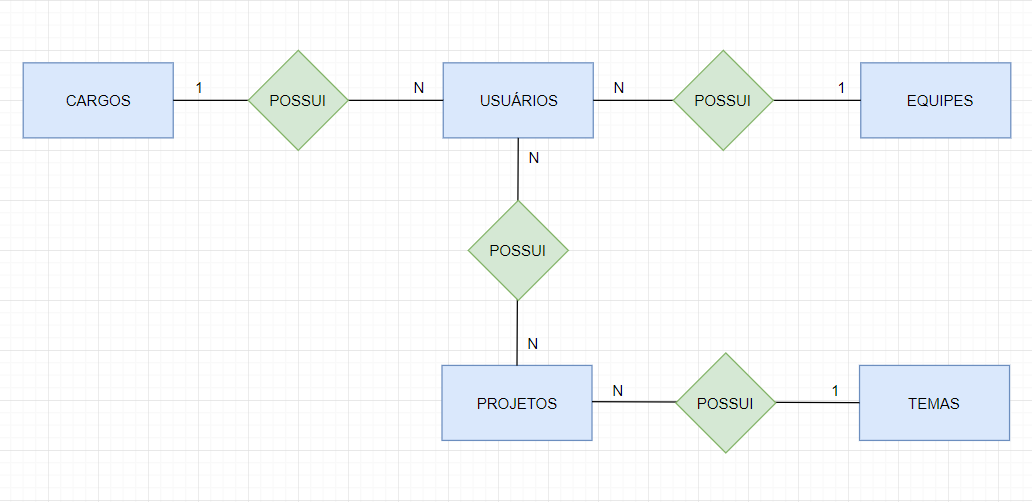 1 N N 1
CARGOS POSSUI USUÁRIOS POSSUI EQUIPES
N
POSSUI
N
N 1
PROJETOS POSSUI TEMAS